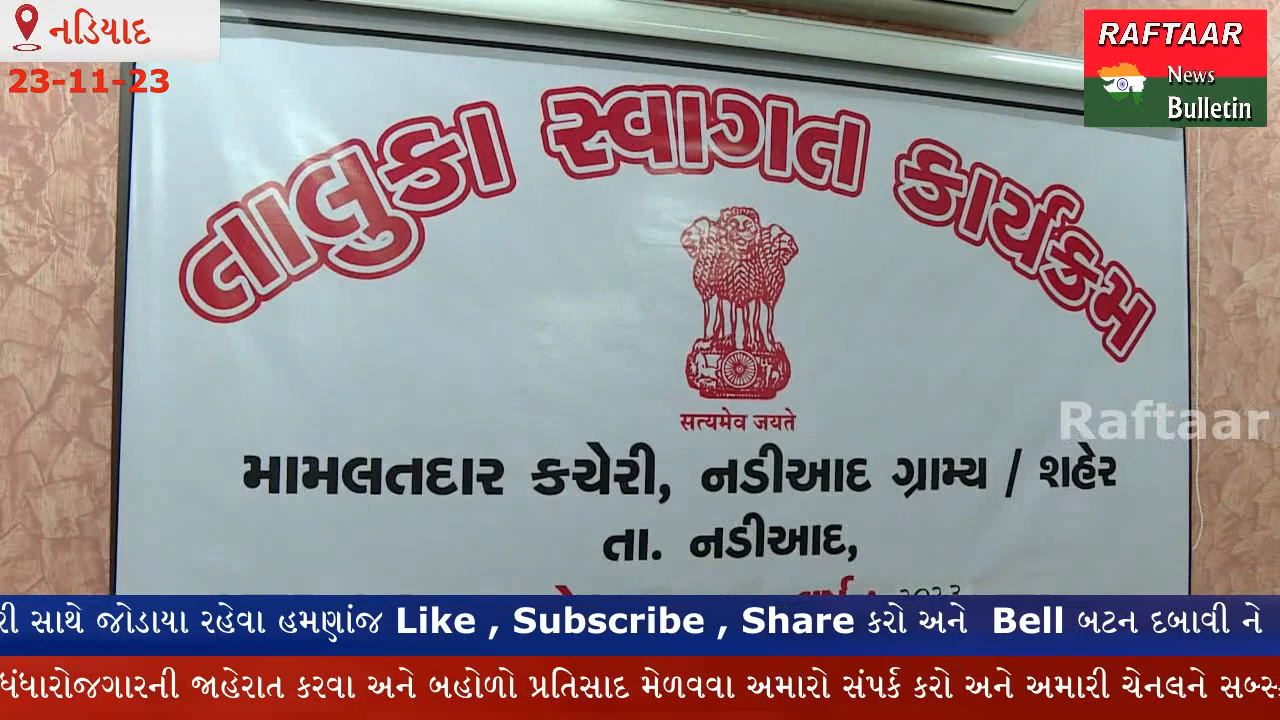 નડિયાદ
23-11-23
RAFTAAR
News
Bulletin
તાલુકા સ્વાગત કાર્યક્રમ
सत्यमेव जयते
Raftaar
મામલતદાર કચેરી, નડીઆદ ગ્રામ્ય / શહેર
તા. નડીઆદ,
રી સાથે જોડાયા રહેવા હમણાંજ Like , Subscribe , Share કરો અને Bell બટન દબાવી ને
ધંધારોજગારની જાહેરાત કરવા અને બહોળો પ્રતિસાદ મેળવવા અમારો સંપર્ક કરો અને અમારી ચેનલને સબ્સ્ક